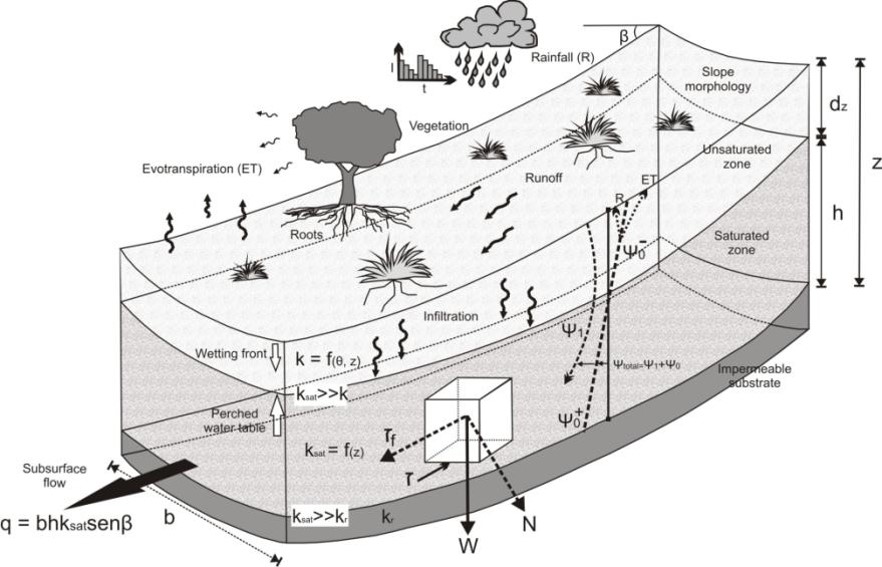 β
Rainfall (R)
I
t
Slope
morphology
dz
Vegetation
Unsaturated
zone
z
Evotranspiration (ET)
Runoff
ET
R
h
Roots
Ψ0-
Saturated
zone
Infiltration
Ψ1
Wetting front
k = f(θ, z)
Ψtotal=Ψ1+Ψ0
Impermeable
substrate
ksat>>k
Perched
water table
Ψ0+
ksat = f(z)
τf
τ
Subsurface
flow
q = bhksatsenβ
b
ksat>>kr
kr
N
W